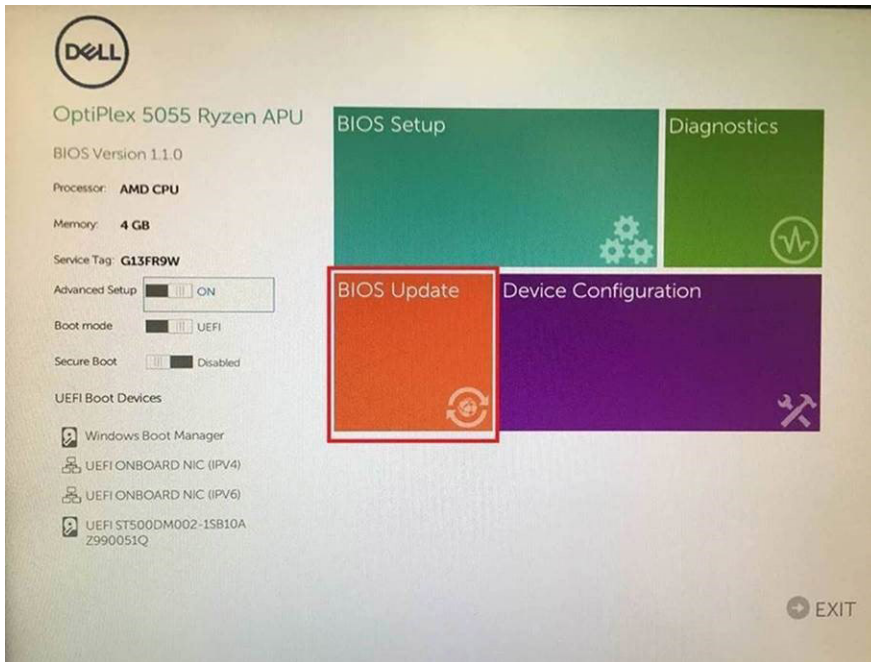 DELL
OptiPlex 5055 Ryzen APU
BIOS Version 1.1.0
Processor: AMD CPU
Memory: 4 GB
Service Tag: G13FR9W
Advanced Setup ON
Boot mode UEFI
Secure Boot Disabled
UEFI Boot Devices
Windows Boot Manager
UEFI ONBOARD NIC (IPV4)
UEFI ONBOARD NIC (IPV6)
UEFI ST500DM002-1SB10A
Z990051Q
BIOS Setup
Diagnostics
BIOS Update
Device Configuration
EXIT